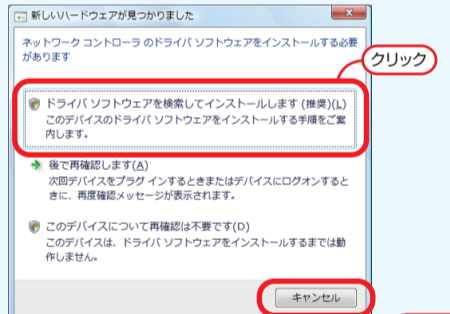 新しいハードウェアが見つかりました
ネットワーク コントローラ のドライバ ソフトウェアをインストールする必要
があります
クリック
ドライバ ソフトウェアを検索してインストールします (推奨)(L)
このデバイスのドライバ ソフトウェアをインストールする手順をご案
内します。
後で再確認します(A)
次回デバイスをプラグ インするときまたはデバイスにログオンすると
きに、再度確認メッセージが表示されます。
このデバイスについて再確認は不要です(D)
このデバイスは、ドライバ ソフトウェアをインストールするまでは動
作しません。
キャンセル